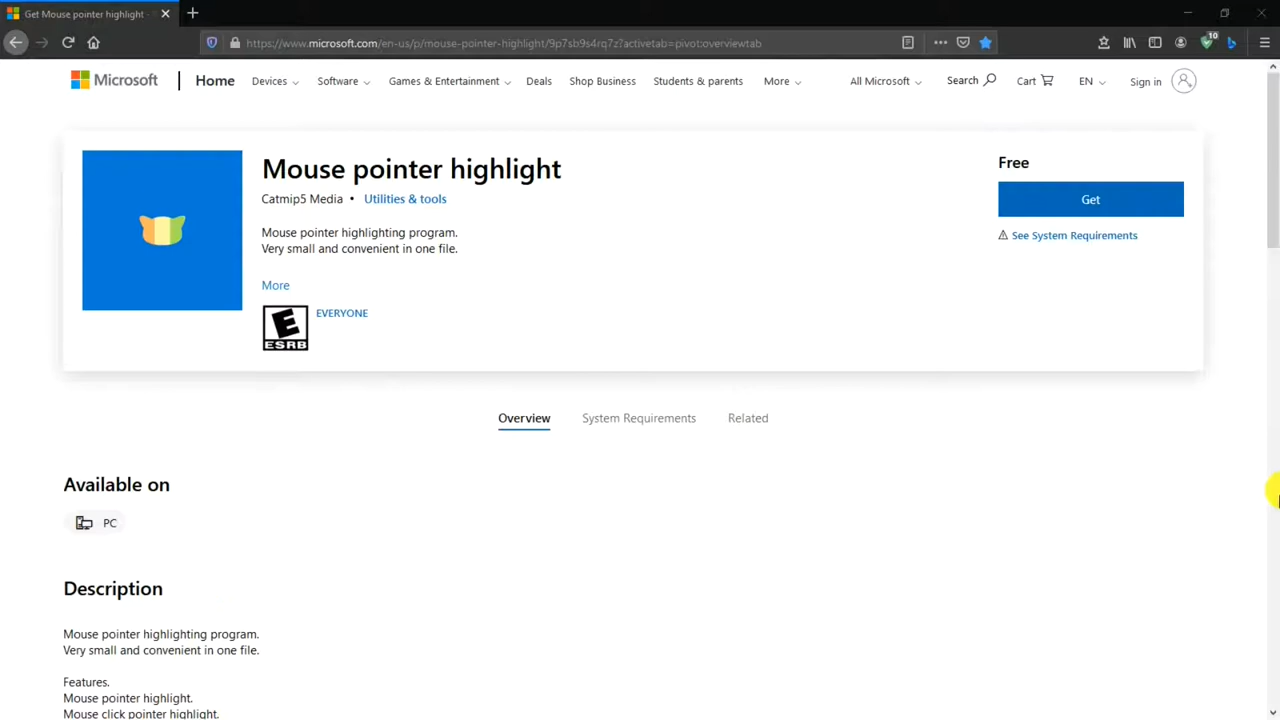 Get Mouse pointer highlight -
https://www.microsoft.com/en-us/p/mouse-pointer-highlight/9p7sb9s4rq7z?activetab=pivot:overviewtab
10
Microsoft
Home
Devices
Software
Games & Entertainment
Deals
Shop Business
Students & parents
More
All Microsoft
Search
Cart
EN
Sign in
Mouse pointer highlight
Catmip5 Media • Utilities & tools
Mouse pointer highlighting program.
Very small and convenient in one file.
More
E
ESRB
EVERYONE
Free
Get
See System Requirements
Overview
System Requirements
Related
Available on
PC
Description
Mouse pointer highlighting program.
Very small and convenient in one file.
Features.
Mouse pointer highlight.
Mouse click pointer highlight.